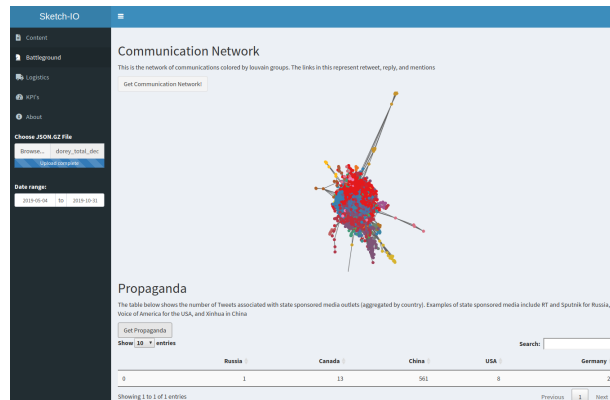 Sketch-IO
Content
Battleground
Logistics
KPI's
About
Choose JSON.GZ File
Browse... dorey_total_dec
Upload complete
Date range:
2019-05-04 to 2019-10-31
Communication Network
This is the network of communications colored by louvain groups. The links in this represent retweet, reply, and mentions
Get Communication Network!
Propaganda
The table below shows the number of Tweets associated with state sponsored media outlets (aggregated by country). Examples of state sponsored media include RT and Sputnik for Russia,
Voice of America for the USA, and Xinhua in China
Get Propaganda
Show 10 entries Search:
Russia Canada China USA Germany
0 1 13 561 8 2
Showing 1 to 1 of 1 entries Previous 1 Next